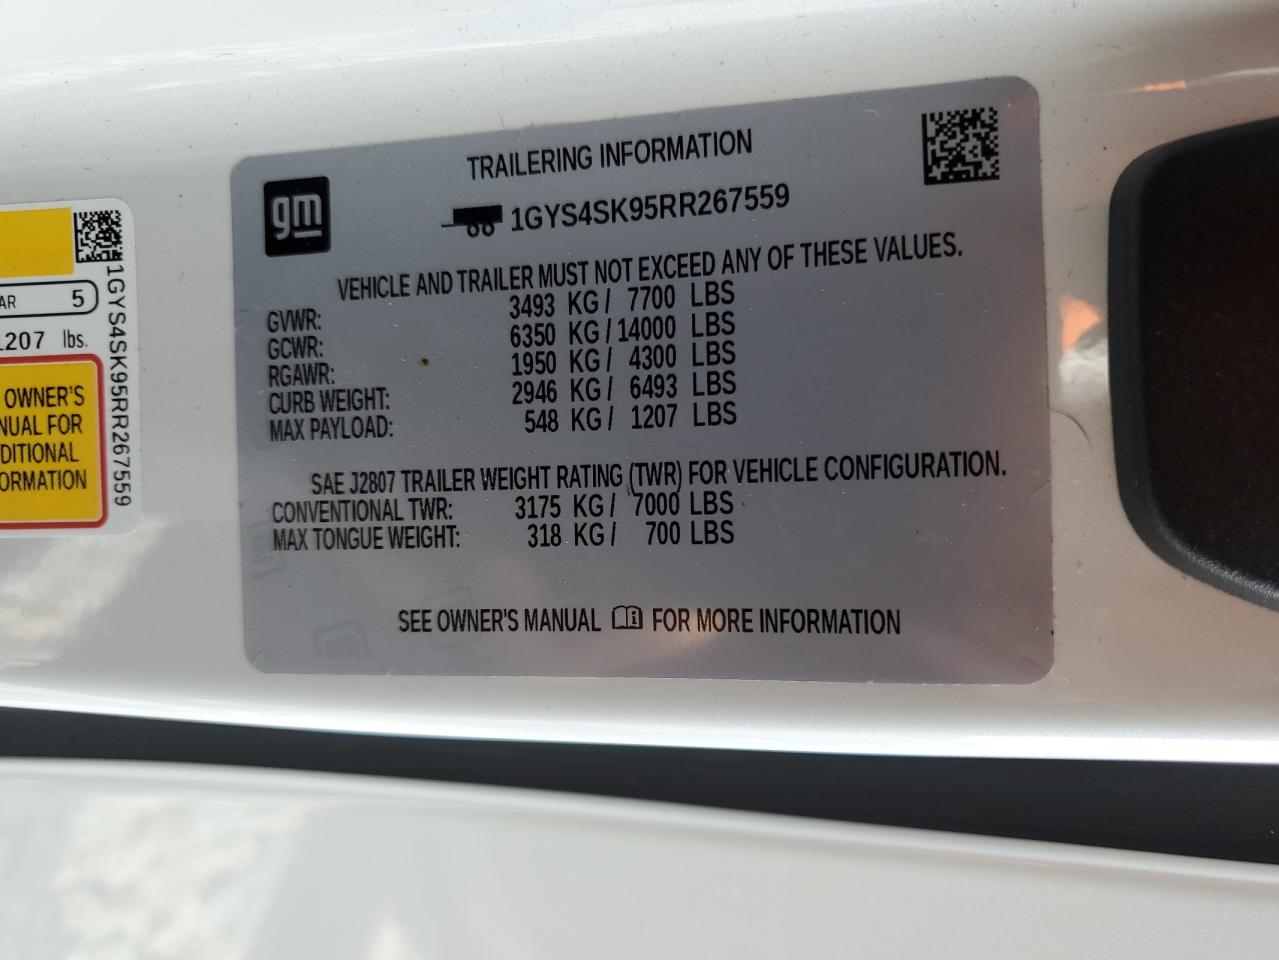 TRAILERING INFORMATION
gm
1GYS4SK95RR267559
VEHICLE AND TRAILER MUST NOT EXCEED ANY OF THESE VALUES.
GVWR: 3493 KG/ 7700 LBS
GCWR: 6350 KG/ 14000 LBS
RGAWR: 1950 KG/ 4300 LBS
CURB WEIGHT: 2946 KG/ 6493 LBS
MAX PAYLOAD: 548 KG/ 1207 LBS
SAE J2807 TRAILER WEIGHT RATING (TWR) FOR VEHICLE CONFIGURATION.
CONVENTIONAL TWR: 3175 KG/ 7000 LBS
MAX TONGUE WEIGHT: 318 KG/ 700 LBS
SEE OWNER'S MANUAL FOR MORE INFORMATION
AR 5
1207 lbs.
OWNER'S
NUAL FOR
DITIONAL
ORMATION
1GYS4SK95RR267559